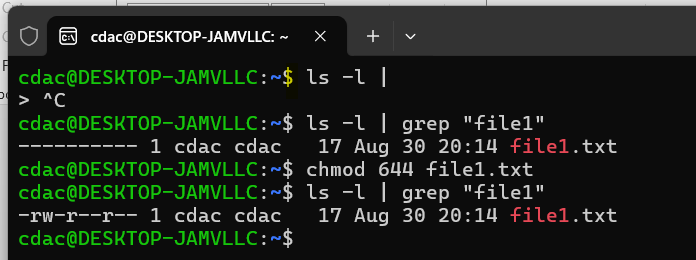 cdac@DESKTOP-JAMVLLC: ~
cdac@DESKTOP-JAMVLLC:~$ ls -l |
> ^C
cdac@DESKTOP-JAMVLLC:~$ ls -l | grep "file1"
---------- 1 cdac cdac   17 Aug 30 20:14 file1.txt
cdac@DESKTOP-JAMVLLC:~$ chmod 644 file1.txt
cdac@DESKTOP-JAMVLLC:~$ ls -l | grep "file1"
-rw-r--r-- 1 cdac cdac   17 Aug 30 20:14 file1.txt
cdac@DESKTOP-JAMVLLC:~$